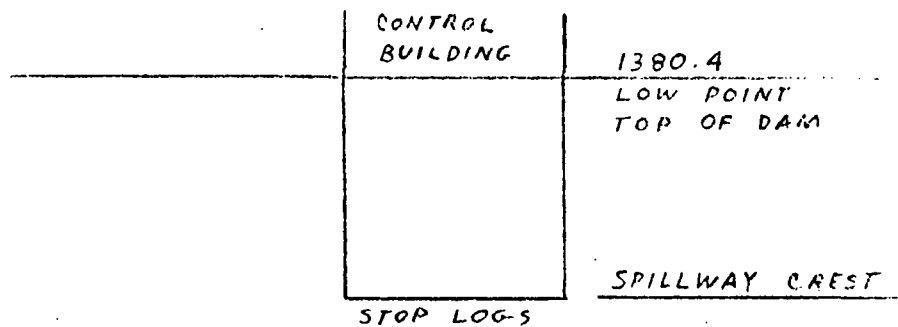 CONTROL
BUILDING
1380.4
LOW POINT
TOP OF DAM
SPILLWAY CREST
STOP LOGS